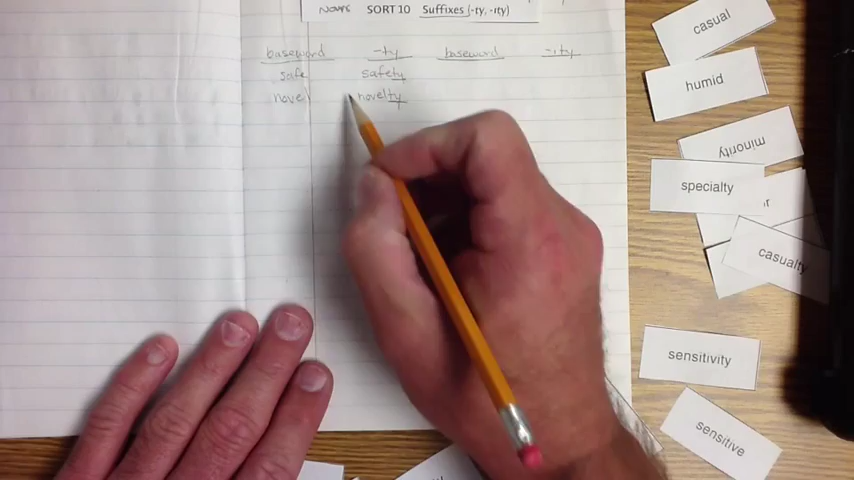 Nouns SORT 10 Suffixes (-ty, -ity)
baseword -ty baseword -ity
safe safety
novel novelty
casual
humid
minority
specialty
casualty
sensitivity
sensitive